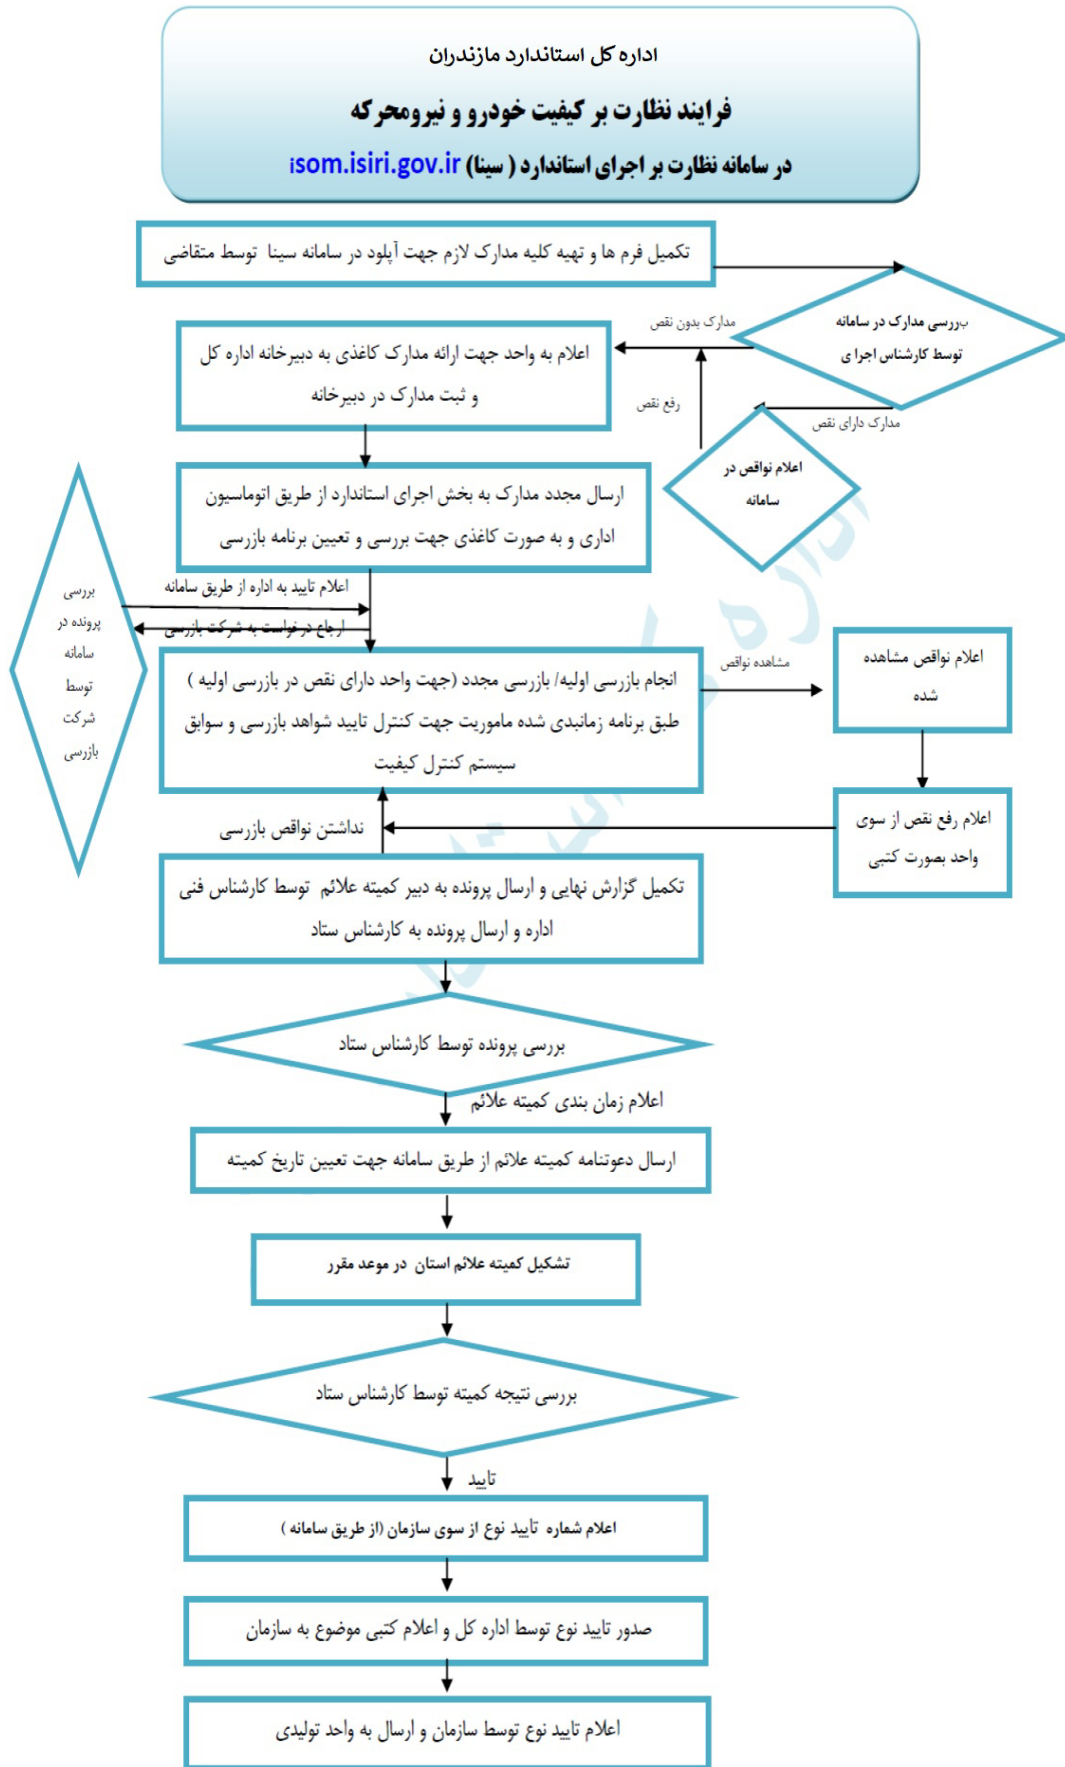 اداره کل استاندارد مازندران
فرایند نظارت بر کیفیت خودرو و نیرومحرکه
در سامانه نظارت بر اجرای استاندارد ( سینا) isom.isiri.gov.ir
تکمیل فرم ها و تهیه کلیه مدارک لازم جهت آپلود در سامانه سینا توسط متقاضی
بررسی مدارک در سامانه
توسط کارشناس اجرا ی
مدارک بدون نقص
اعلام به واحد جهت ارائه مدارک کاغذی به دبیرخانه اداره کل
و ثبت مدارک در دبیرخانه
رفع نقص
مدارک دارای نقص
اعلام نواقص در
سامانه
ارسال مجدد مدارک به بخش اجرای استاندارد از طریق اتوماسیون
اداری و به صورت کاغذی جهت بررسی و تعیین برنامه بازرسی
اعلام تایید به اداره از طریق سامانه
ارجاع درخواست به شرکت بازرسی
بررسی
پرونده در
سامانه
توسط
شرکت
بازرسی
انجام بازرسی اولیه/ بازرسی مجدد (جهت واحد دارای نقص در بازرسی اولیه )
طبق برنامه زمانبدی شده ماموریت جهت کنترل تایید شواهد بازرسی و سوابق
سیستم کنترل کیفیت
مشاهده نواقص
اعلام نواقص مشاهده
شده
اعلام رفع نقص از سوی
واحد بصورت کتبی
نداشتن نواقص بازرسی
تکمیل گزارش نهایی و ارسال پرونده به دبیر کمیته علائم توسط کارشناس فنی
اداره و ارسال پرونده به کارشناس ستاد
بررسی پرونده توسط کارشناس ستاد
اعلام زمان بندی کمیته علائم
ارسال دعوتنامه کمیته علائم از طریق سامانه جهت تعیین تاریخ کمیته
تشکیل کمیته علائم استان در موعد مقرر
بررسی نتیجه کمیته توسط کارشناس ستاد
تایید
اعلام شماره تایید نوع از سوی سازمان (از طریق سامانه )
صدور تایید نوع توسط اداره کل و اعلام کتبی موضوع به سازمان
اعلام تایید نوع توسط سازمان و ارسال به واحد تولیدی